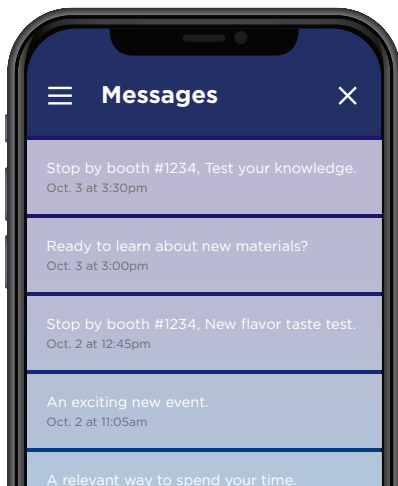 Messages
Stop by booth #1234, Test your knowledge.
Oct. 3 at 3:30pm
Ready to learn about new materials?
Oct. 3 at 3:00pm
Stop by booth #1234, New flavor taste test.
Oct. 2 at 12:45pm
An exciting new event.
Oct. 2 at 11:05am
A relevant way to spend your time.